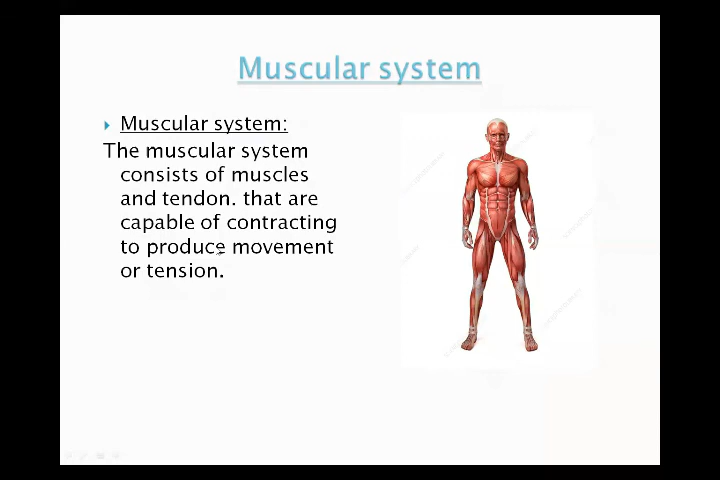 Muscular system
Muscular system:
The muscular system
consists of muscles
and tendon. that are
capable of contracting
to produce movement
or tension.